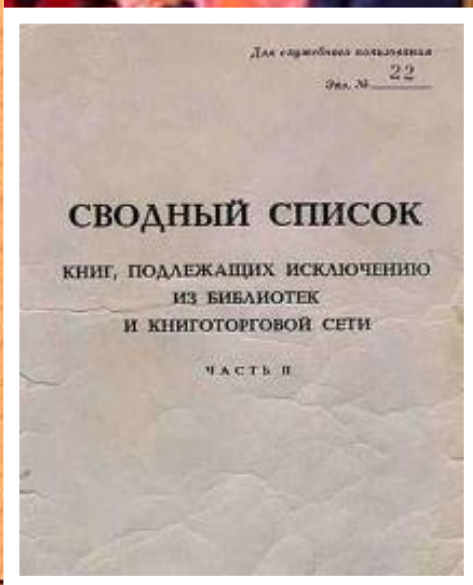 Для служебного пользования
Экз. № 22
СВОДНЫЙ СПИСОК
КНИГ, ПОДЛЕЖАЩИХ ИСКЛЮЧЕНИЮ
ИЗ БИБЛИОТЕК
И КНИГОТОРГОВОЙ СЕТИ
ЧАСТЬ II